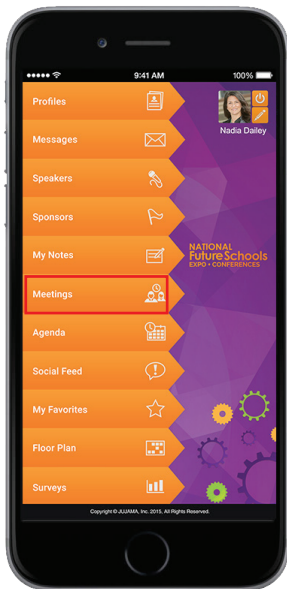 9:41 AM
100%
Profiles
Nadia Dailey
Messages
Speakers
Sponsors
My Notes
NATIONAL
FutureSchools
EXPO • CONFERENCES
Meetings
Agenda
Social Feed
My Favorites
Floor Plan
Surveys
Copyright © JUJAMA, Inc. 2015, All Rights Reserved.